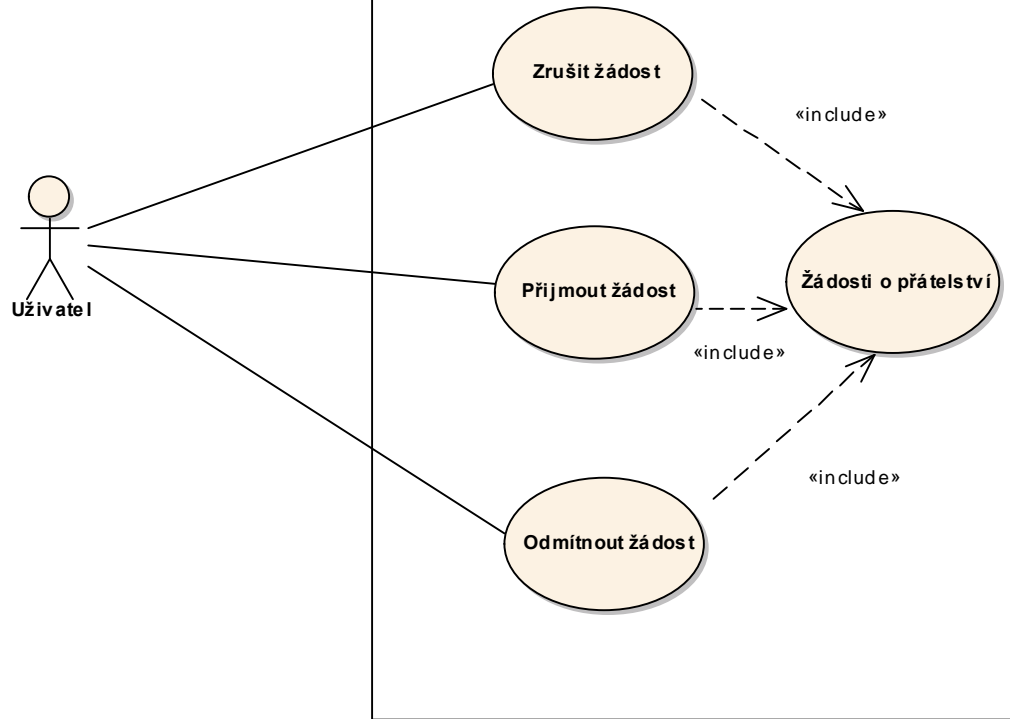 Zrušit žádost
«include»
Uživatel
Přijmout žádost
Žádosti o přátelství
«include»
«include»
Odmítnout žádost